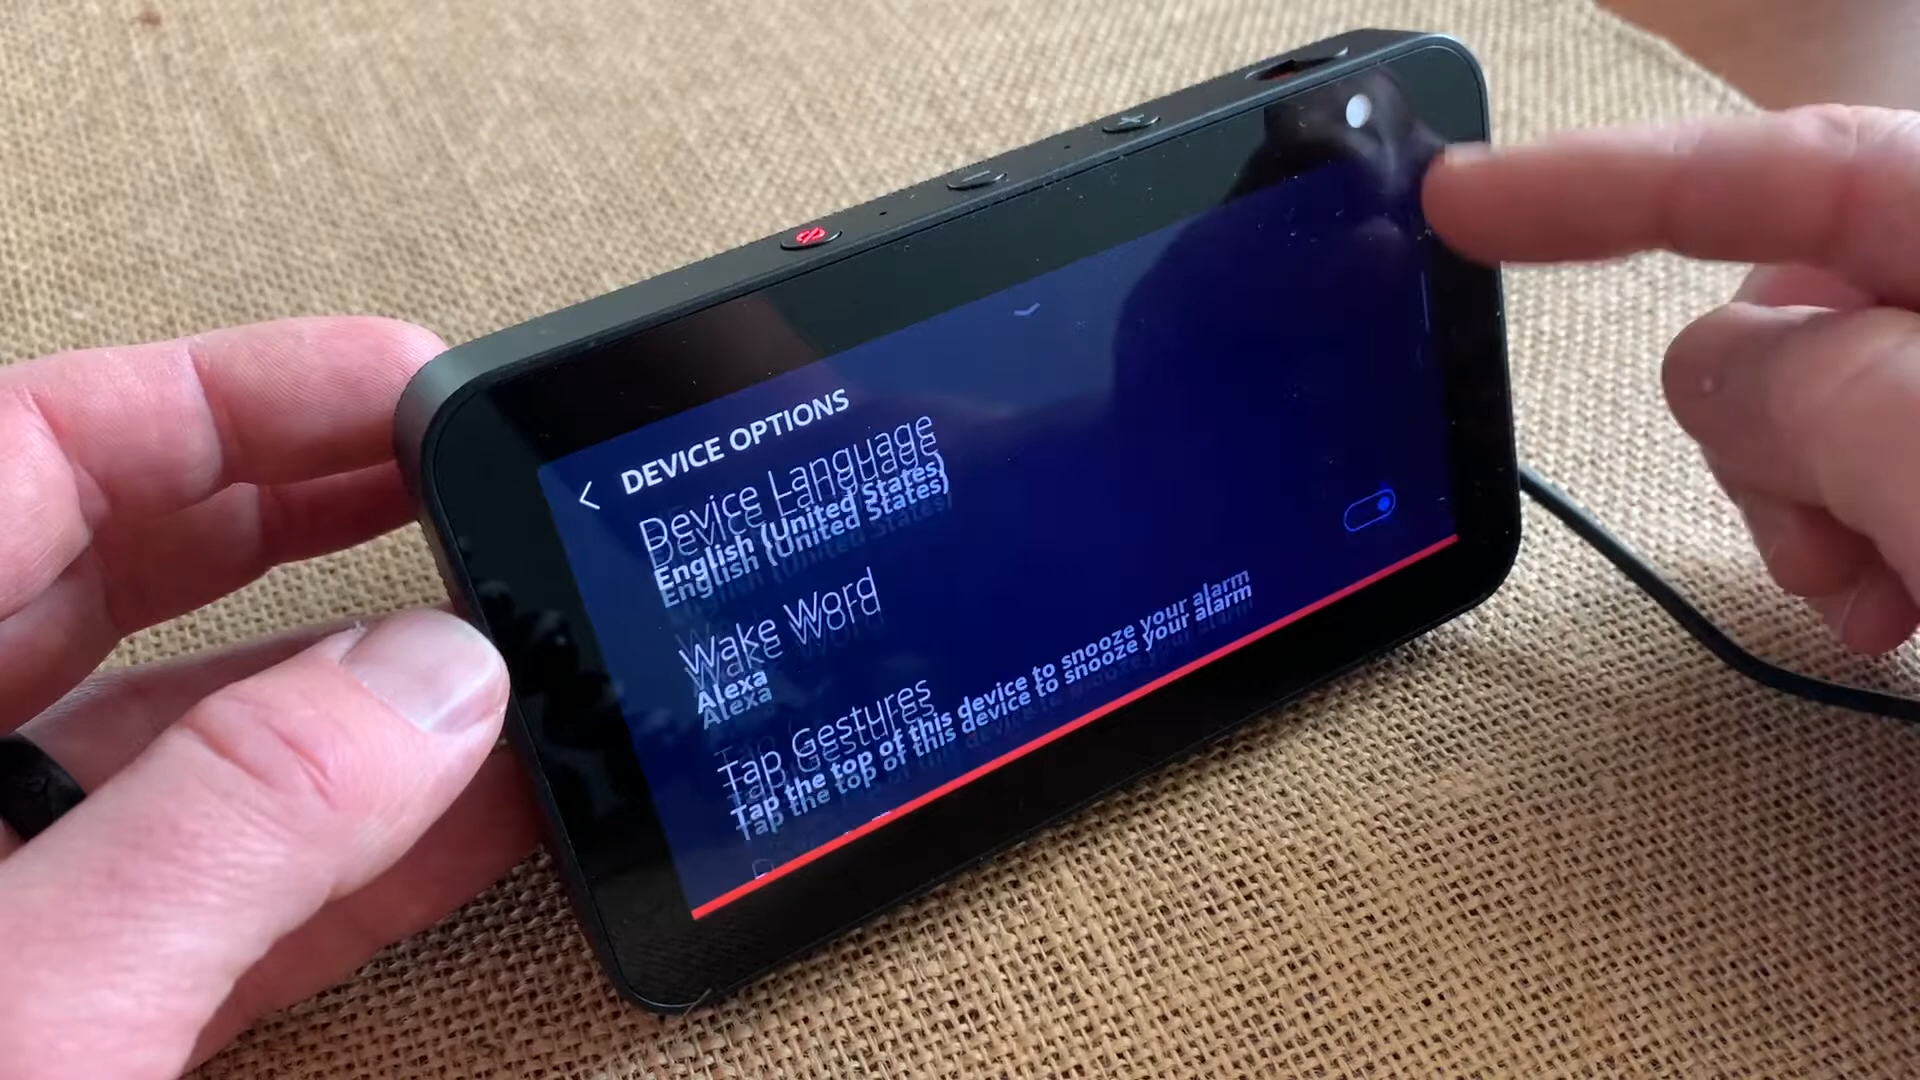 DEVICE OPTIONS
Device Language
English (United States)
Wake Word
Alexa
Tap Gestures
Tap the top of this device to snooze your alarm